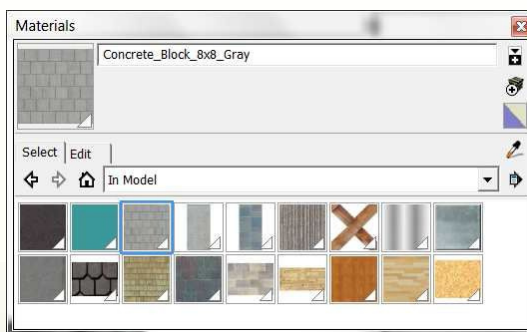 Materials
Concrete_Block_8x8_Gray
Select
Edit
In Model